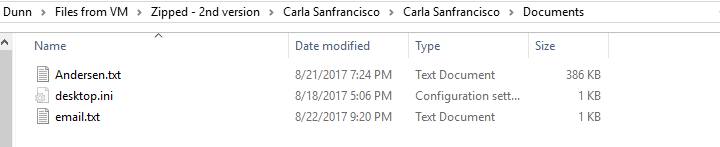 Dunn > Files from VM > Zipped - 2nd version > Carla Sanfrancisco > Carla Sanfrancisco > Documents
Name Date modified Type Size
Andersen.txt 8/21/2017 7:24 PM Text Document 386 KB
desktop.ini 8/18/2017 5:06 PM Configuration sett... 1 KB
email.txt 8/22/2017 9:20 PM Text Document 1 KB